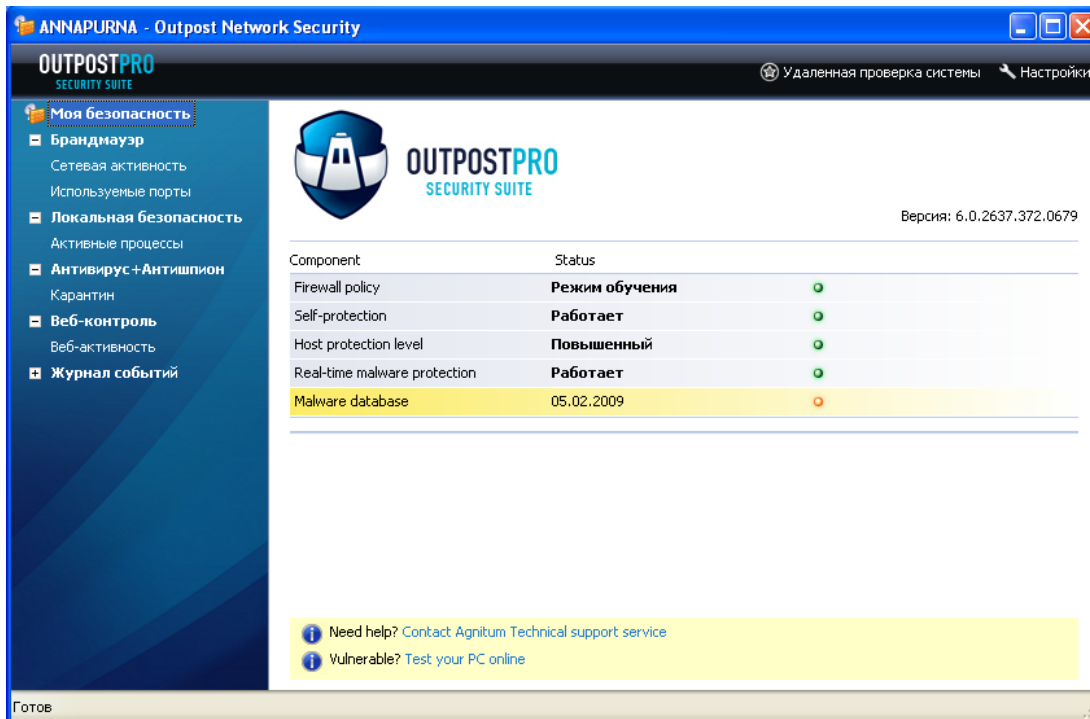 ANNAPURNA - Outpost Network Security
OUTPOSTPRO
SECURITY SUITE
Удаленная проверка системы
Настройки
Моя безопасность
Брандмауэр
Сетевая активность
Используемые порты
Локальная безопасность
Активные процессы
Антивирус+Антишпион
Карантин
Веб-контроль
Веб-активность
Журнал событий
OUTPOSTPRO
SECURITY SUITE
Версия: 6.0.2637.372.0679
Component Status
Firewall policy Режим обучения
Self-protection Работает
Host protection level Повышенный
Real-time malware protection Работает
Malware database 05.02.2009
Need help? Contact Agnitum Technical support service
Vulnerable? Test your PC online
Готов